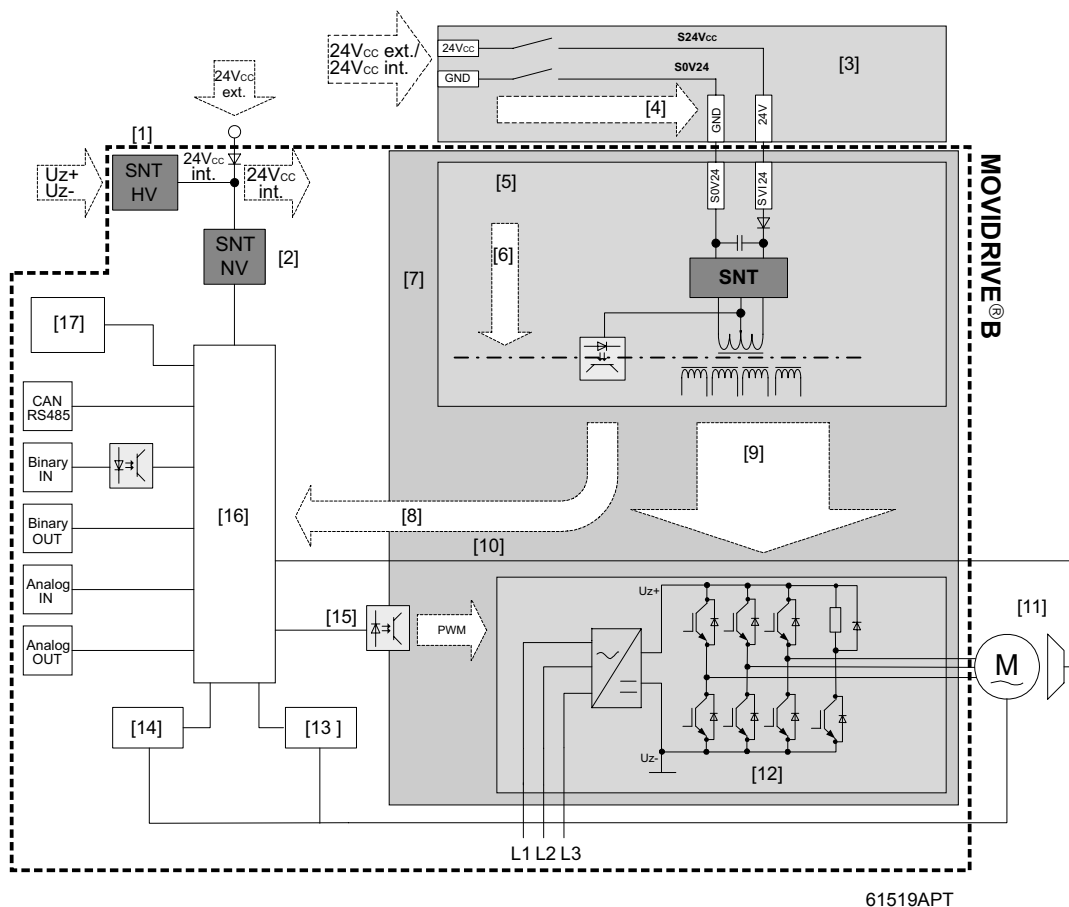 24Vcc ext./
24Vcc int.
24Vcc
GND
S24Vcc
S0V24
[3]
[4]
GND
24V
24Vcc
ext.
[1]
Uz+
Uz-
SNT
HV
24Vcc
int.
24Vcc
int.
SNT
NV
[2]
[5]
S0V24
SVI24
[6]
[7]
SNT
MOVIDRIVE®B
[17]
CAN
RS485
Binary
IN
Binary
OUT
Analog
IN
Analog
OUT
[16]
[8]
[9]
[10]
[15]
PWM
Uz+
Uz-
[12]
[11]
M
[14]
[13 ]
L1 L2 L3
61519APT